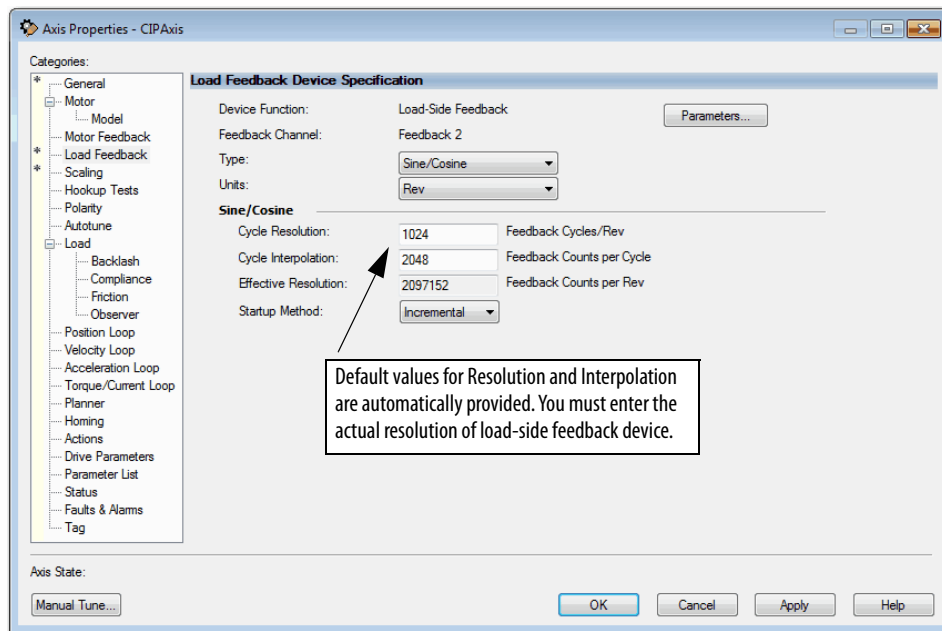 Axis Properties - CIPAxis
Categories:
* General
Motor
Model
Motor Feedback
* Load Feedback
* Scaling
Hookup Tests
Polarity
Autotune
Load
Backlash
Compliance
Friction
Observer
Position Loop
Velocity Loop
Acceleration Loop
Torque/Current Loop
Planner
Homing
Actions
Drive Parameters
Parameter List
Status
Faults & Alarms
Tag
Load Feedback Device Specification
Device Function: Load-Side Feedback Parameters...
Feedback Channel: Feedback 2
Type: Sine/Cosine
Units: Rev
Sine/Cosine
Cycle Resolution: 1024 Feedback Cycles/Rev
Cycle Interpolation: 2048 Feedback Counts per Cycle
Effective Resolution: 2097152 Feedback Counts per Rev
Startup Method: Incremental
Default values for Resolution and Interpolation
are automatically provided. You must enter the
actual resolution of load-side feedback device.
Axis State:
Manual Tune... OK Cancel Apply Help